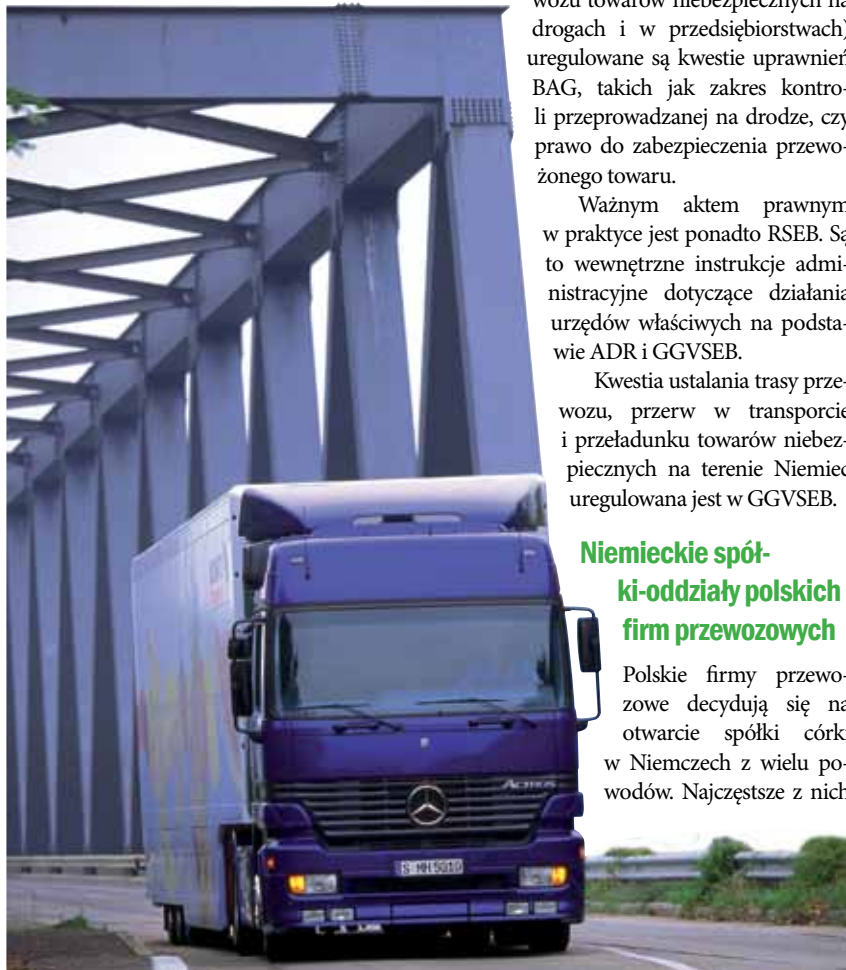 wozu towarów niebezpiecznych na
drogach i w przedsiębiorstwach)
uregulowane są kwestie uprawnień
BAG, takich jak zakres kontro-
li przeprowadzanej na drodze, czy
prawo do zabezpieczenia przewo-
żonego towaru.
Ważnym aktem prawnym
w praktyce jest ponadto RSEB. Są
to wewnętrzne instrukcje admi-
nistracyjne dotyczące działania
urzędów właściwych na podsta-
wie ADR i GGVSEB.
Kwestia ustalania trasy prze-
wozu, przerw w transporcie
i przeładunku towarów niebez-
piecznych na terenie Niemiec
uregulowana jest w GGVSEB.
Niemieckie spół-
ki-oddziały polskich
firm przewozowych
Polskie firmy przewo-
zowe decydują się na
otwarcie spółki córki
w Niemczech z wielu po-
wodów. Najczęstsze z nich
ACTROS
S MH 5010